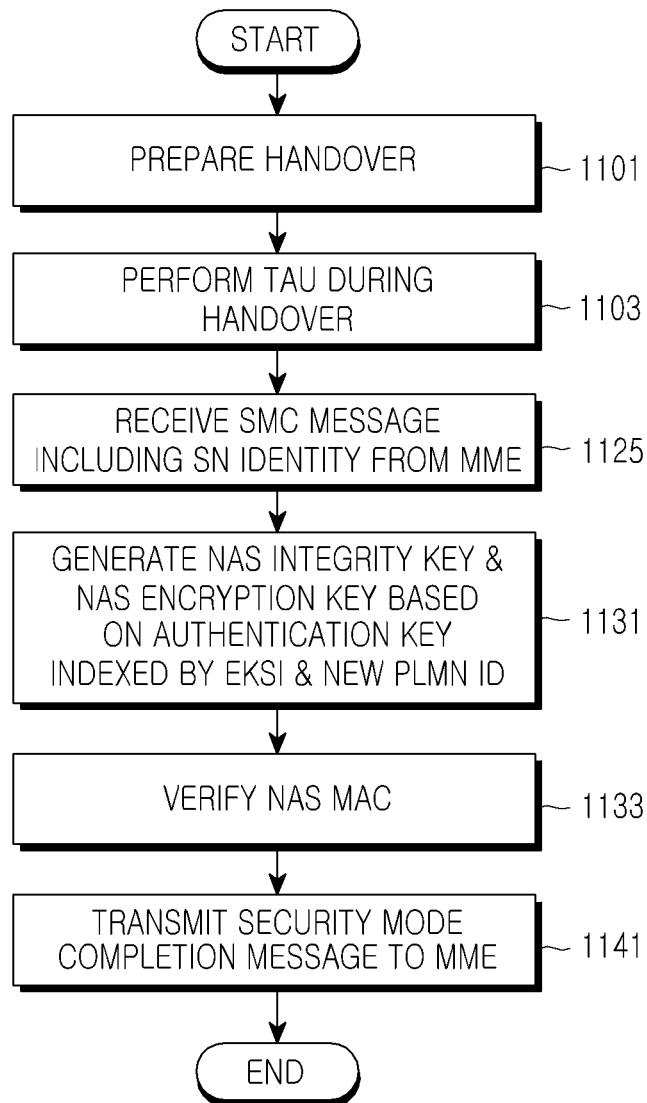 START
PREPARE HANDOVER
1101
PERFORM TAU DURING
HANDOVER
1103
RECEIVE SMC MESSAGE
INCLUDING SN IDENTITY FROM MME
1125
GENERATE NAS INTEGRITY KEY &
NAS ENCRYPTION KEY BASED
ON AUTHENTICATION KEY
INDEXED BY EKSI & NEW PLMN ID
1131
VERIFY NAS MAC
1133
TRANSMIT SECURITY MODE
COMPLETION MESSAGE TO MME
1141
END